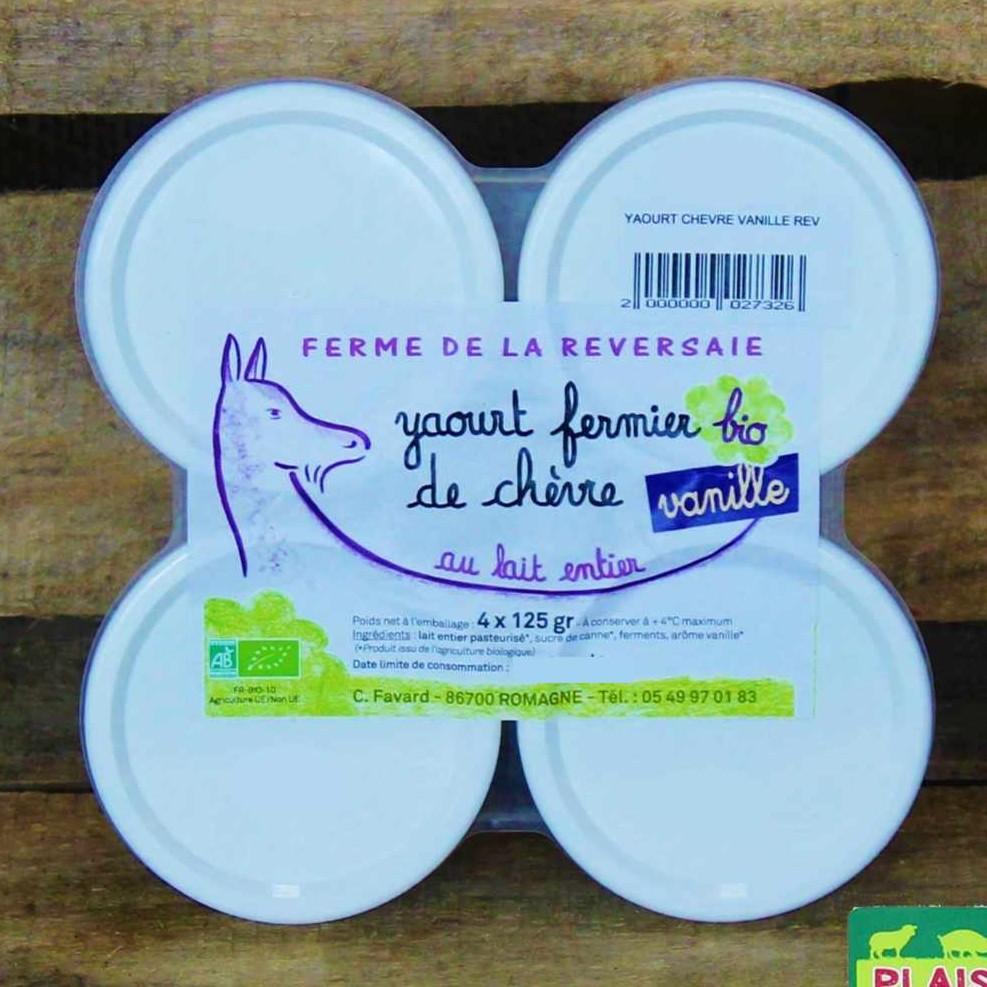 YAOURT CHEVRE VANILLE REV
2 000000 027326
FERME DE LA REVERSAIE
yaourt fermier bio
de chèvre
vanille
au lait entier
Poids net à l'emballage : 4 x 125 gr - A conserver à + 4°C maximum
Ingrédients : lait entier pasteurisé*, sucre de canne*, ferments, arôme vanille*
(*Produit issu de l'agriculture biologique)
Date limite de consommation :
AB
FR-BIO-10
Agriculture UE/Non UE
C. Favard - 86700 ROMAGNE - Tél. : 05 49 97 01 83
PLAIS